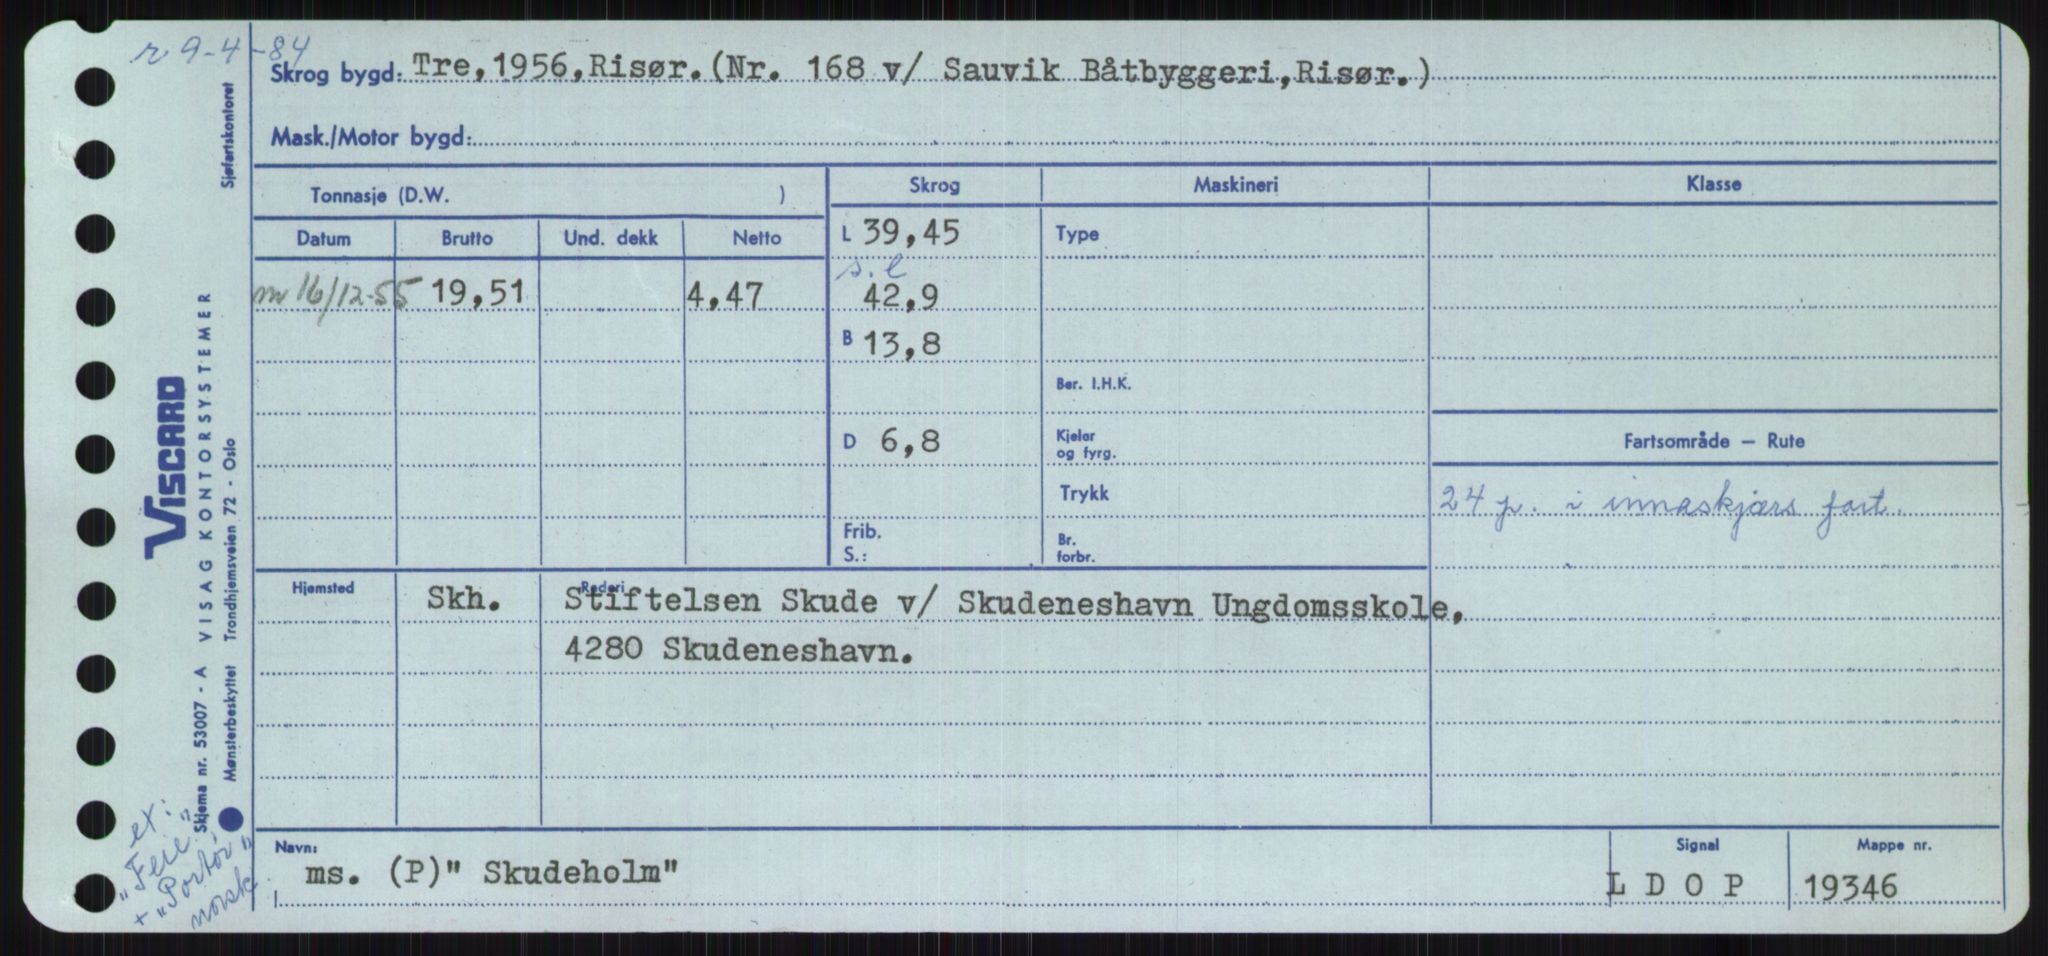 r 9-4-84
Skrog bygd: Tre,1956,Risør.(Nr. 168 v/ Sauvik Båtbyggeri,Risør.)
Mask./Motor bygd:
Tonnasje (D.W. )
Skrog Maskineri Klasse
Datum Brutto Und. dekk Netto
L 39,45 Type
s.l
16/12-55 19,51 4,47 42,9
B 13,8
Ber. I.H.K.
D 6,8 Kjeler og fyrg.
Fartsområde – Rute
Trykk 24 p. i innaskjærs fart.
Frib. S.: Br. forbr.
Hjemsted Skh. Rederi Stiftelsen Skude v/ Skudeneshavn Ungdomsskole,
4280 Skudeneshavn.
Navn: Signal Mappe nr.
ms. (P)" Skudeholm" L D O P 19346
Sjøfartskontoret
VISCARD
VISAG KONTORSYSTEMER
Skjema nr. 53007 - A
Mønsterbeskyttet Trondhjemsveien 72 - Oslo
ex:
"Feie"
+ "Portør"
norsk